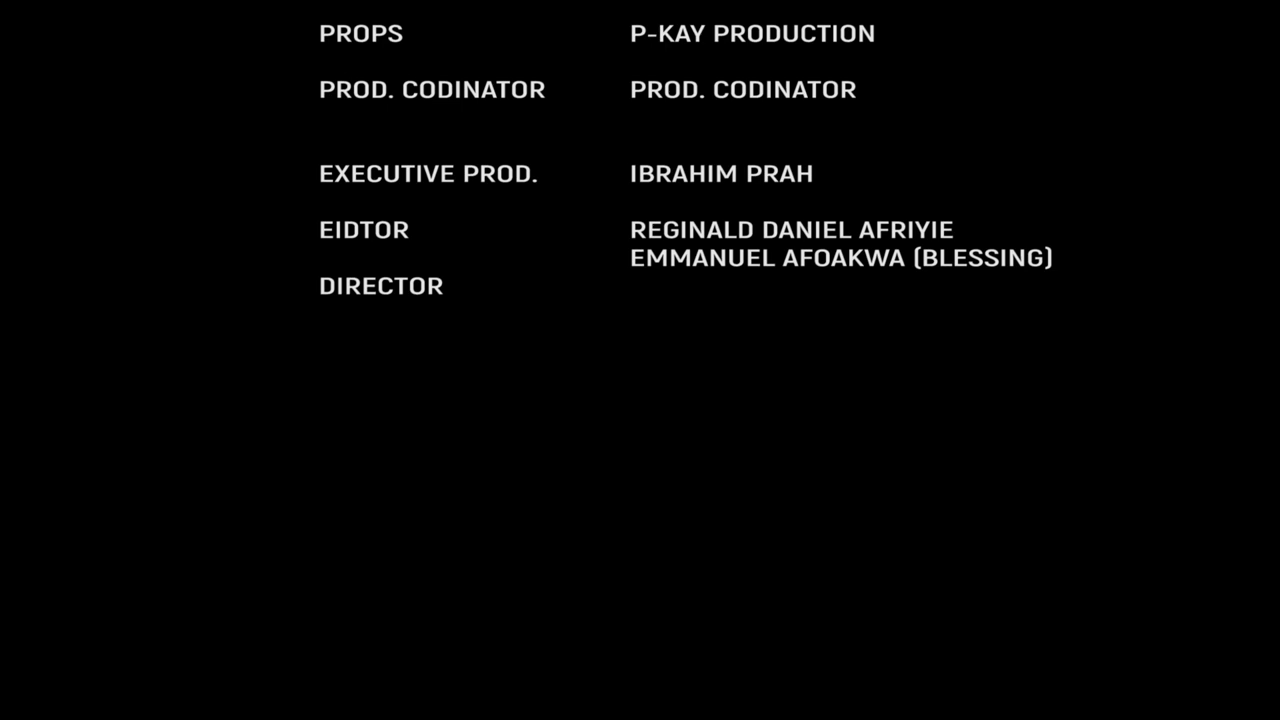 PROPS P-KAY PRODUCTION
PROD. CODINATOR PROD. CODINATOR
EXECUTIVE PROD. IBRAHIM PRAH
EIDTOR REGINALD DANIEL AFRIYIE
EMMANUEL AFOAKWA (BLESSING)
DIRECTOR